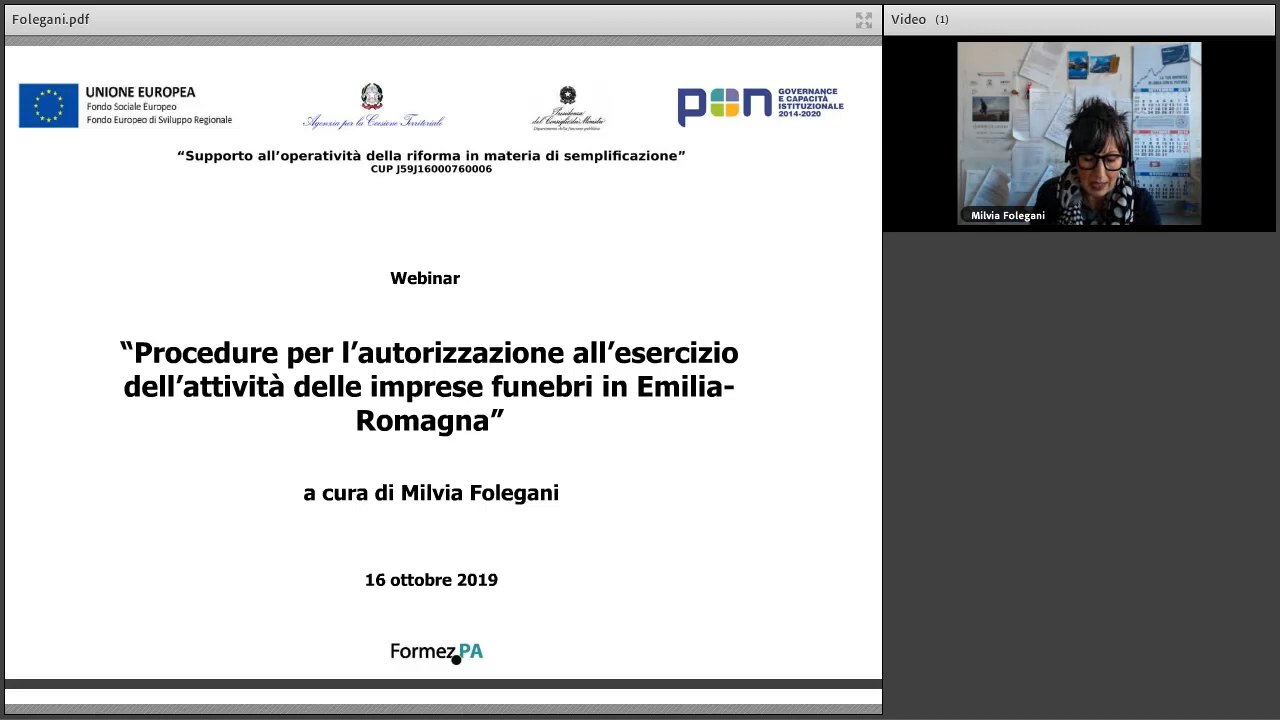 Folegani.pdf
Video (1)
UNIONE EUROPEA
Fondo Sociale Europeo
Fondo Europeo di Sviluppo Regionale
Agenzia per la Coesione Territoriale
Presidenza
del Consiglio dei Ministri
Dipartimento della funzione pubblica
pon GOVERNANCE
E CAPACITÀ
ISTITUZIONALE
2014-2020
“Supporto all’operatività della riforma in materia di semplificazione”
CUP J59J16000760006
Webinar
“Procedure per l’autorizzazione all’esercizio
dell’attività delle imprese funebri in Emilia-
Romagna”
a cura di Milvia Folegani
16 ottobre 2019
Formez PA
Milvia Folegani